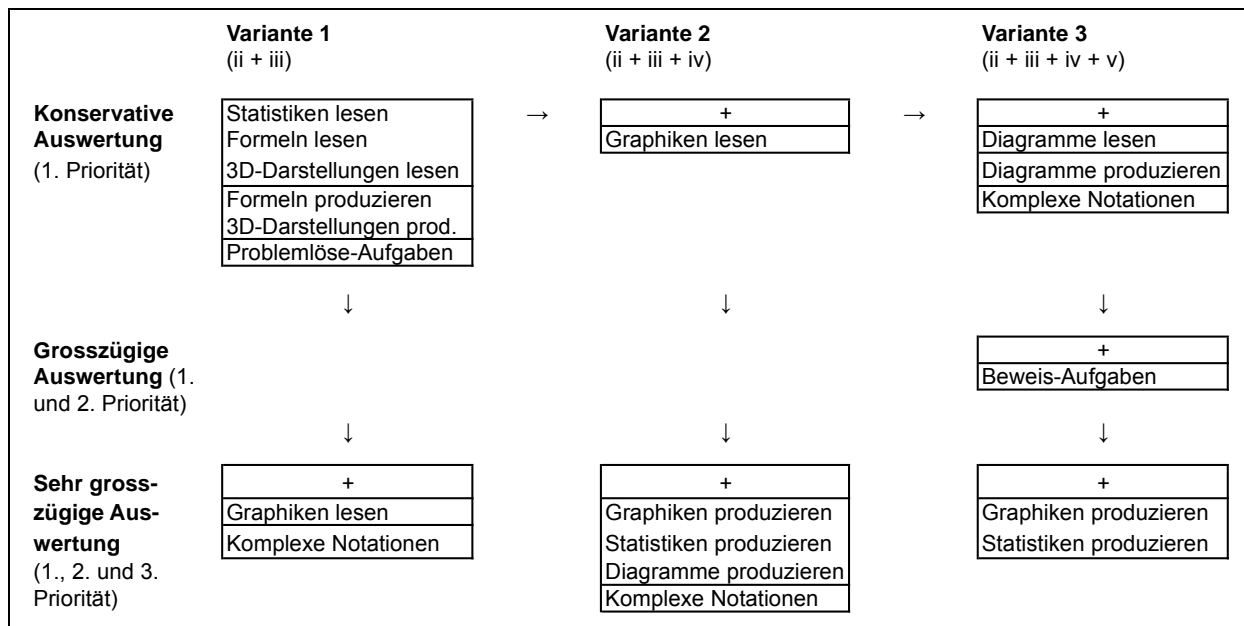 Variante 1
(ii + iii)
Variante 2
(ii + iii + iv)
Variante 3
(ii + iii + iv + v)
Konservative
Auswertung
(1. Priorität)
Statistiken lesen
Formeln lesen
3D-Darstellungen lesen
Formeln produzieren
3D-Darstellungen prod.
Problemlöse-Aufgaben
→
+
Graphiken lesen
→
+
Diagramme lesen
Diagramme produzieren
Komplexe Notationen
↓ ↓ ↓
Grosszügige
Auswertung (1.
und 2. Priorität)
+
Beweis-Aufgaben
↓ ↓ ↓
Sehr gross-
zügige Aus-
wertung
(1., 2. und 3.
Priorität)
+
Graphiken lesen
Komplexe Notationen
+
Graphiken produzieren
Statistiken produzieren
Diagramme produzieren
Komplexe Notationen
+
Graphiken produzieren
Statistiken produzieren